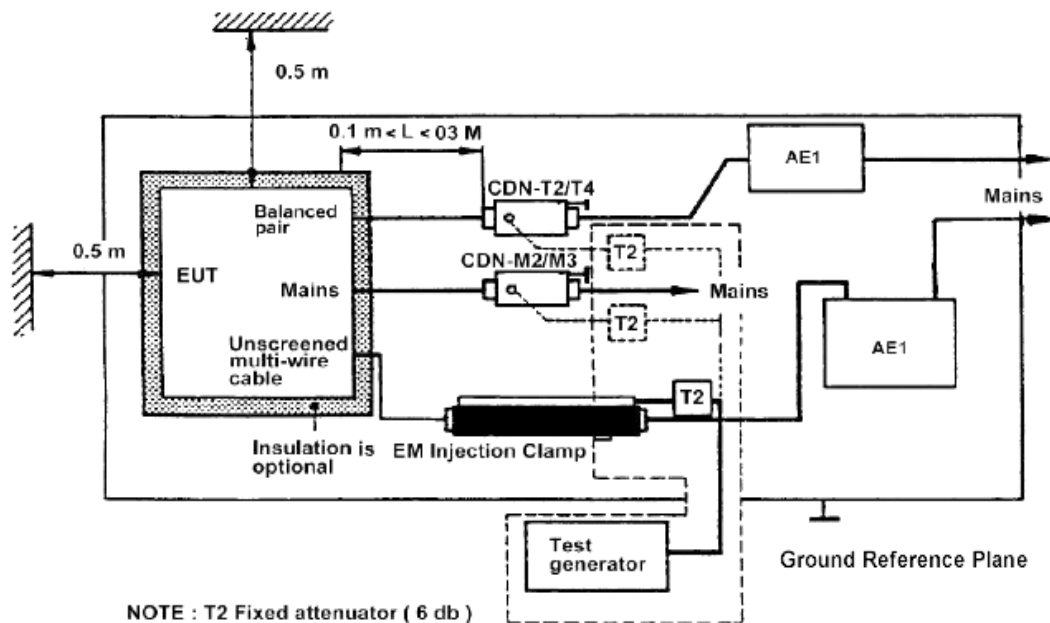 0.5 m
0.1 m < L < 03 M
AE1
CDN-T2/T4
Balanced
pair
Mains
0.5 m
T2
CDN-M2/M3
EUT
Mains
Mains
T2
AE1
Unscreened
multi-wire
cable
T2
Insulation is
optional
EM Injection Clamp
Test
generator
Ground Reference Plane
NOTE : T2 Fixed attenuator ( 6 db )